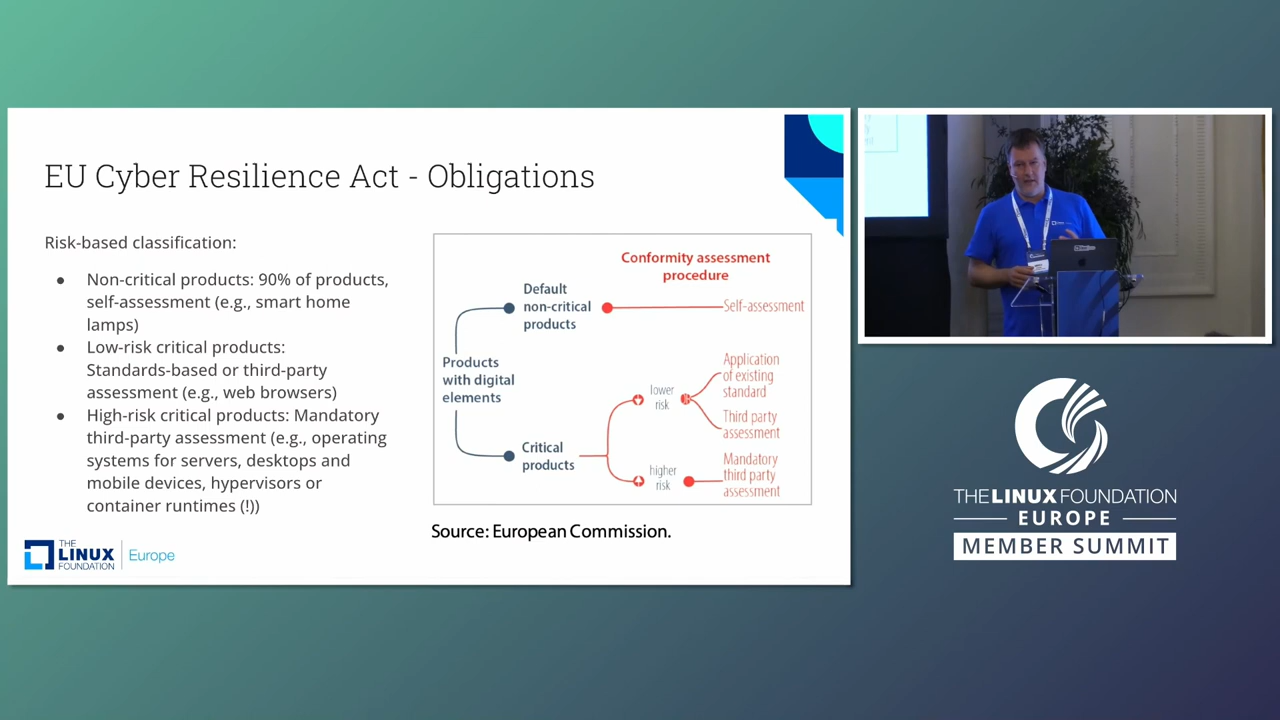 EU Cyber Resilience Act - Obligations
Risk-based classification:
● Non-critical products: 90% of products,
self-assessment (e.g., smart home
lamps)
● Low-risk critical products:
Standards-based or third-party
assessment (e.g., web browsers)
● High-risk critical products: Mandatory
third-party assessment (e.g., operating
systems for servers, desktops and
mobile devices, hypervisors or
container runtimes (!))
Conformity assessment
procedure
Default
non-critical
products
Self-assessment
Products
with digital
elements
Application
of existing
standard
lower
risk
Third party
assessment
Critical
products
higher
risk
Mandatory
third party
assessment
Source: European Commission.
THE
LINUX
FOUNDATION
Europe
THE LINUX FOUNDATION
EUROPE
MEMBER SUMMIT